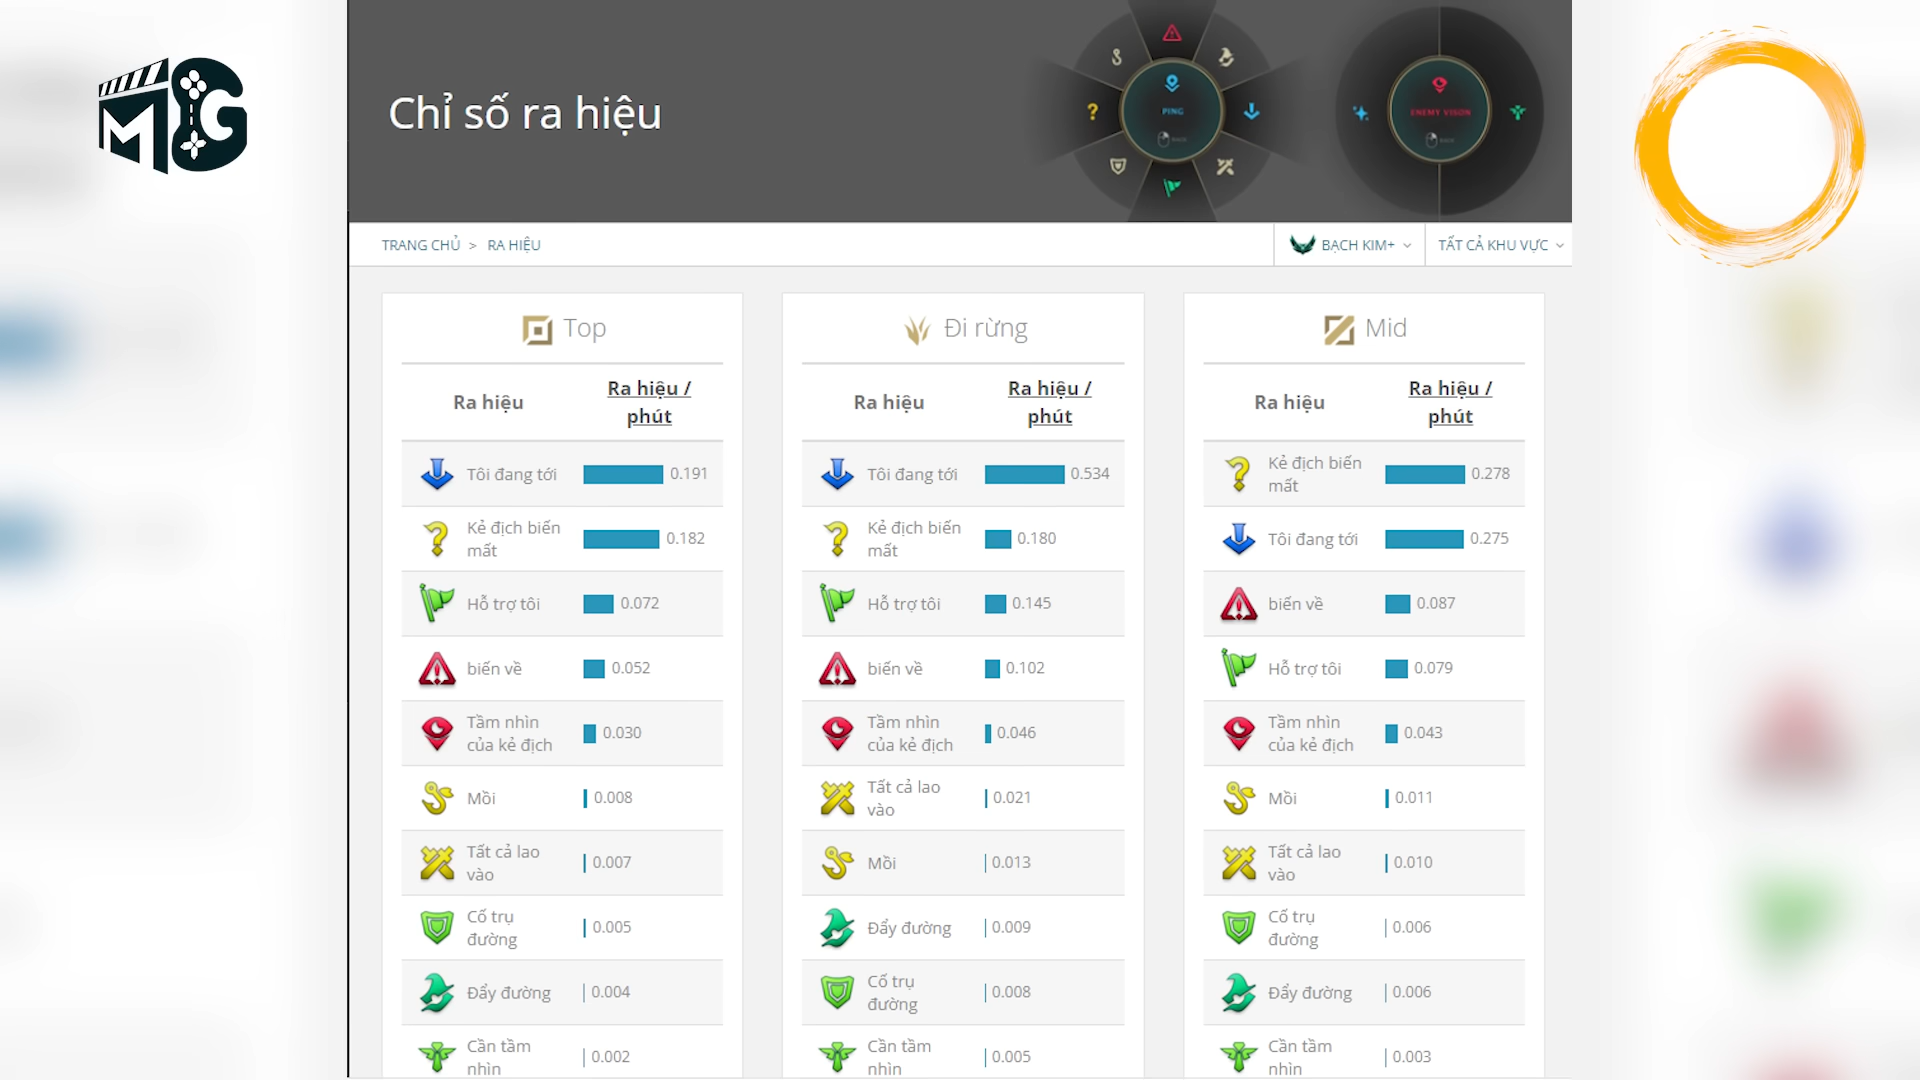 MG
Chỉ số ra hiệu
PING
ENEMY VISON
TRANG CHỦ > RA HIỆU
BẠCH KIM+
TẤT CẢ KHU VỰC
Top
Ra hiệu
Ra hiệu /
phút
Tôi đang tới 0.191
Kẻ địch biến
mất
0.182
Hỗ trợ tôi 0.072
biến về 0.052
Tầm nhìn
của kẻ địch
0.030
Mồi 0.008
Tất cả lao
vào
0.007
Cố trụ
đường
0.005
Đẩy đường 0.004
Cần tầm
nhìn
0.002
Đi rừng
Ra hiệu
Ra hiệu /
phút
Tôi đang tới 0.534
Kẻ địch biến
mất
0.180
Hỗ trợ tôi 0.145
biến về 0.102
Tầm nhìn
của kẻ địch
0.046
Tất cả lao
vào
0.021
Mồi 0.013
Đẩy đường 0.009
Cố trụ
đường
0.008
Cần tầm
nhìn
0.005
Mid
Ra hiệu
Ra hiệu /
phút
Kẻ địch biến
mất
0.278
Tôi đang tới 0.275
biến về 0.087
Hỗ trợ tôi 0.079
Tầm nhìn
của kẻ địch
0.043
Mồi 0.011
Tất cả lao
vào
0.010
Cố trụ
đường
0.006
Đẩy đường 0.006
Cần tầm
nhìn
0.003